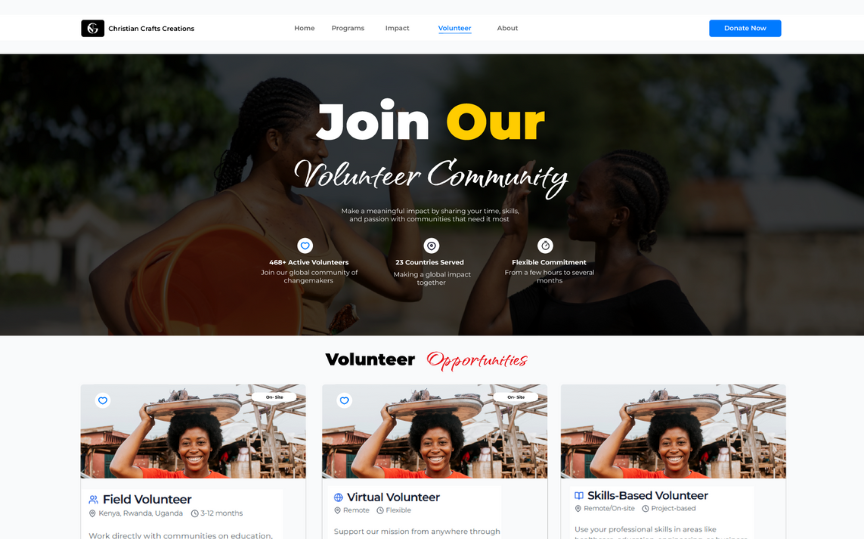 Christian Crafts Creations
Home Programs Impact Volunteer About
Donate Now
Join Our
Volunteer Community
Make a meaningful impact by sharing your time, skills,
and passion with communities that need it most
468+ Active Volunteers
Join our global community of
changemakers
23 Countries Served
Making a global impact
together
Flexible Commitment
From a few hours to several
months
Volunteer Opportunities
On- Site
Field Volunteer
Kenya, Rwanda, Uganda 3-12 months
Work directly with communities on education,
On- Site
Virtual Volunteer
Remote Flexible
Support our mission from anywhere through
Skills-Based Volunteer
Remote/On-site Project-based
Use your professional skills in areas like